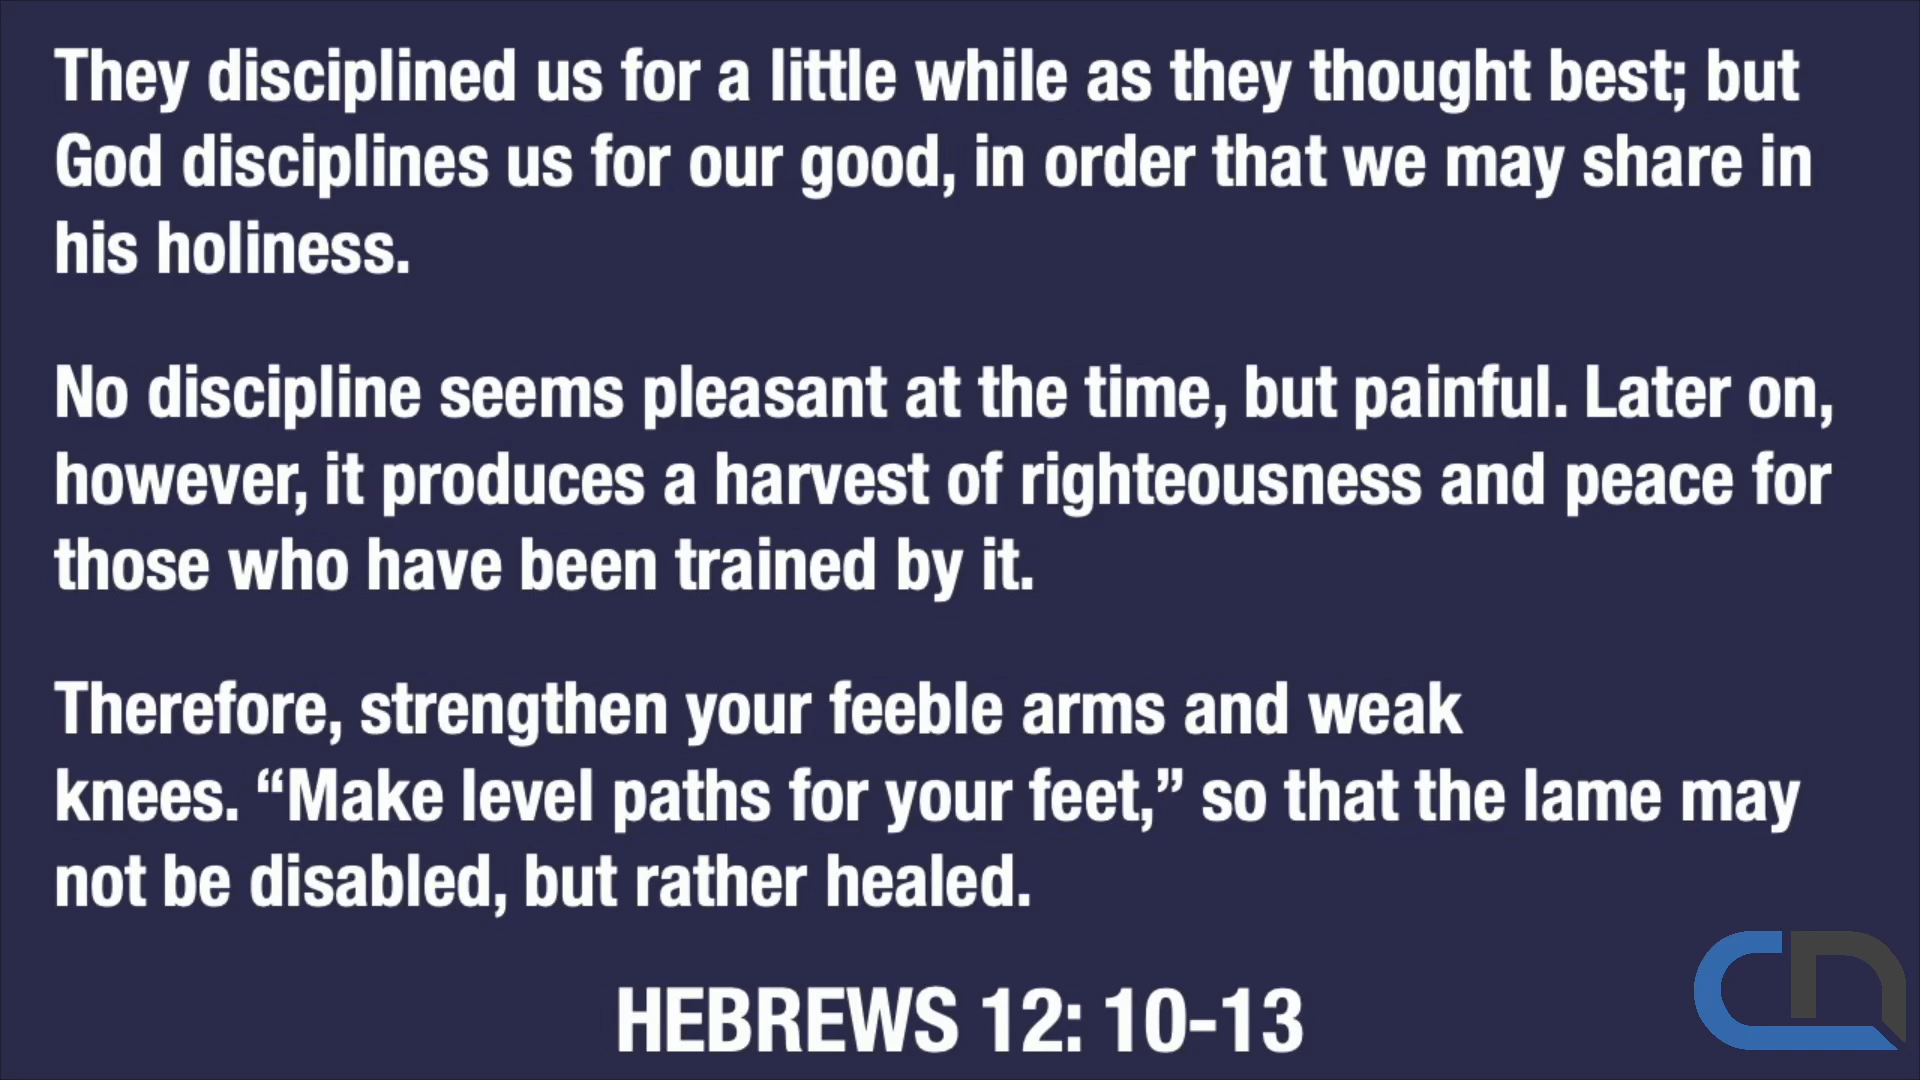 They disciplined us for a little while as they thought best; but
God disciplines us for our good, in order that we may share in
his holiness.
No discipline seems pleasant at the time, but painful. Later on,
however, it produces a harvest of righteousness and peace for
those who have been trained by it.
Therefore, strengthen your feeble arms and weak
knees. “Make level paths for your feet,” so that the lame may
not be disabled, but rather healed.
HEBREWS 12: 10-13